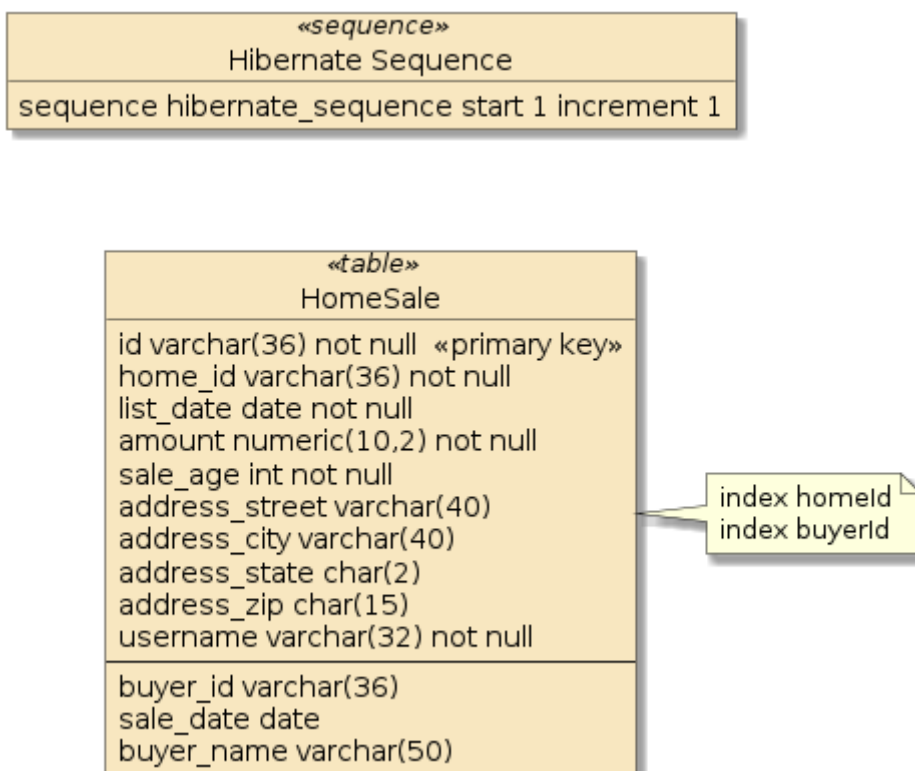 «sequence»
Hibernate Sequence
sequence hibernate_sequence start 1 increment 1
«table»
HomeSale
id varchar(36) not null «primary key»
home_id varchar(36) not null
list_date date not null
amount numeric(10,2) not null
sale_age int not null
address_street varchar(40)
address_city varchar(40)
address_state char(2)
address_zip char(15)
username varchar(32) not null
buyer_id varchar(36)
sale_date date
buyer_name varchar(50)
index homeId
index buyerId